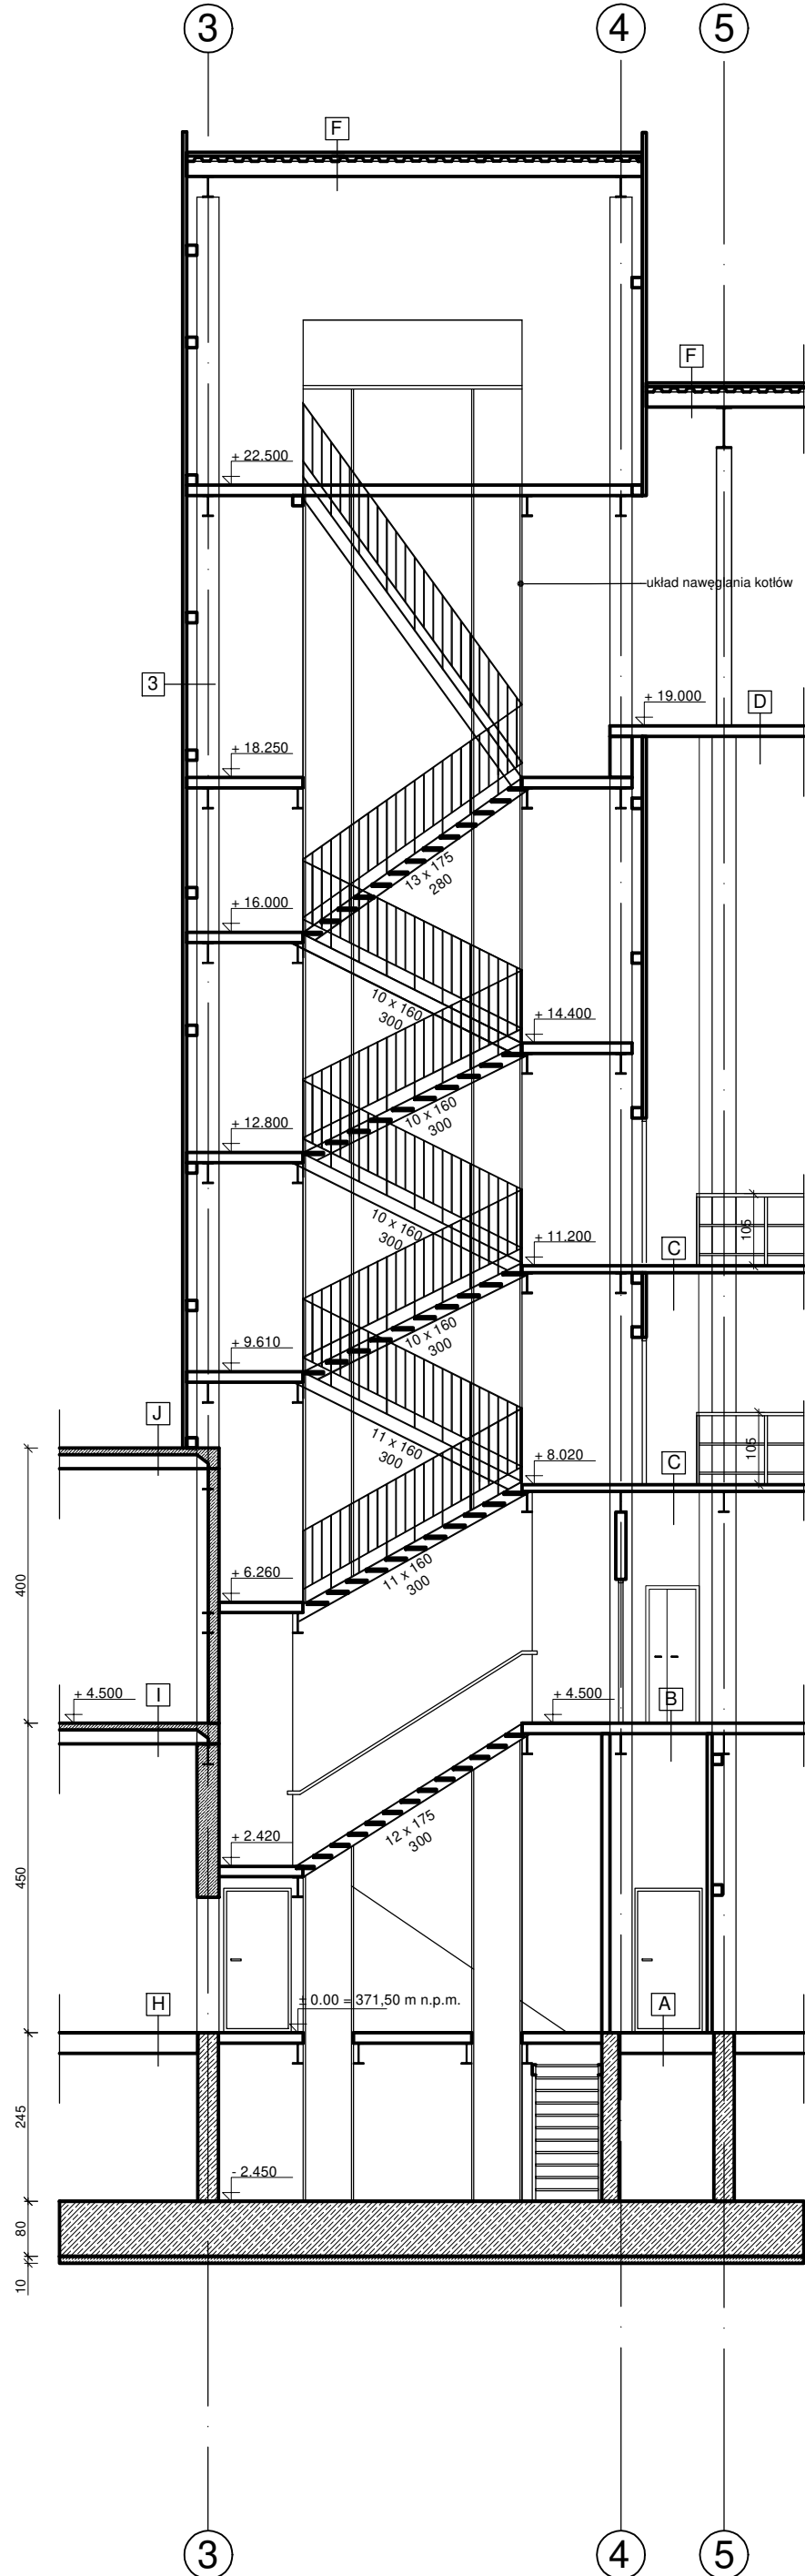 3 4 5
F
F
+ 22.500
układ nawęglania kotłów
3
+ 19.000
D
+ 18.250
13 x 175
280
+ 16.000
10 x 160
300
+ 14.400
10 x 160
300
+ 12.800
10 x 160
300
+ 11.200
C
105
10 x 160
300
+ 9.610
J
11 x 160
300
+ 8.020
C
105
11 x 160
300
+ 6.260
400
+ 4.500
I
+ 4.500
B
12 x 175
300
+ 2.420
450
H
± 0.00 = 371,50 m n.p.m.
A
245
- 2.450
80
10
3 4 5